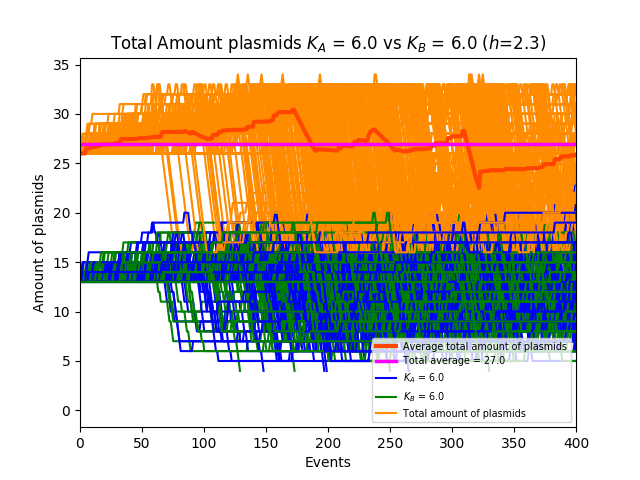 Total Amount plasmids K_A = 6.0 vs K_B = 6.0 (h=2.3)
Amount of plasmids
35
30
25
20
15
10
5
0
Average total amount of plasmids
Total average = 27.0
K_A = 6.0
K_B = 6.0
Total amount of plasmids
0 50 100 150 200 250 300 350 400
Events